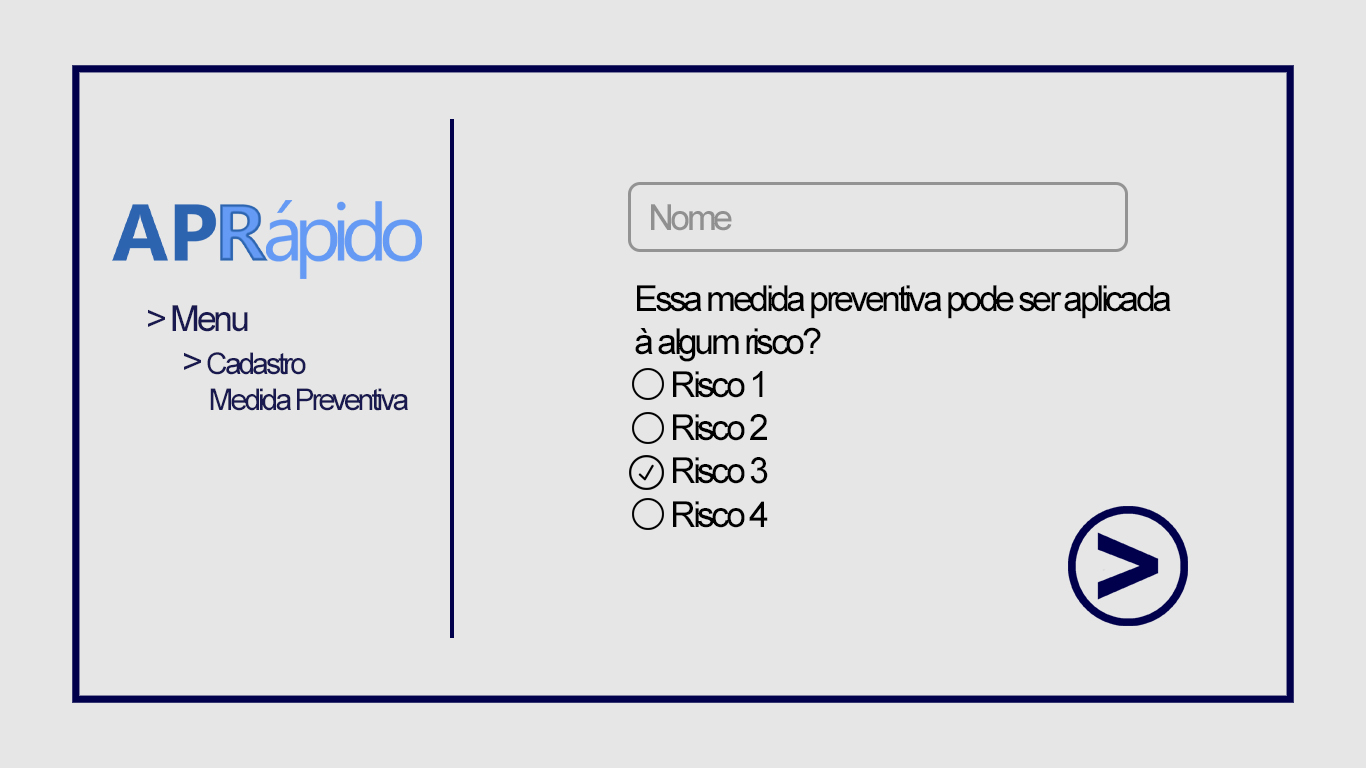 APRápido
> Menu
> Cadastro
Medida Preventiva
Nome
Essa medida preventiva pode ser aplicada
à algum risco?
Risco 1
Risco 2
Risco 3
Risco 4
>